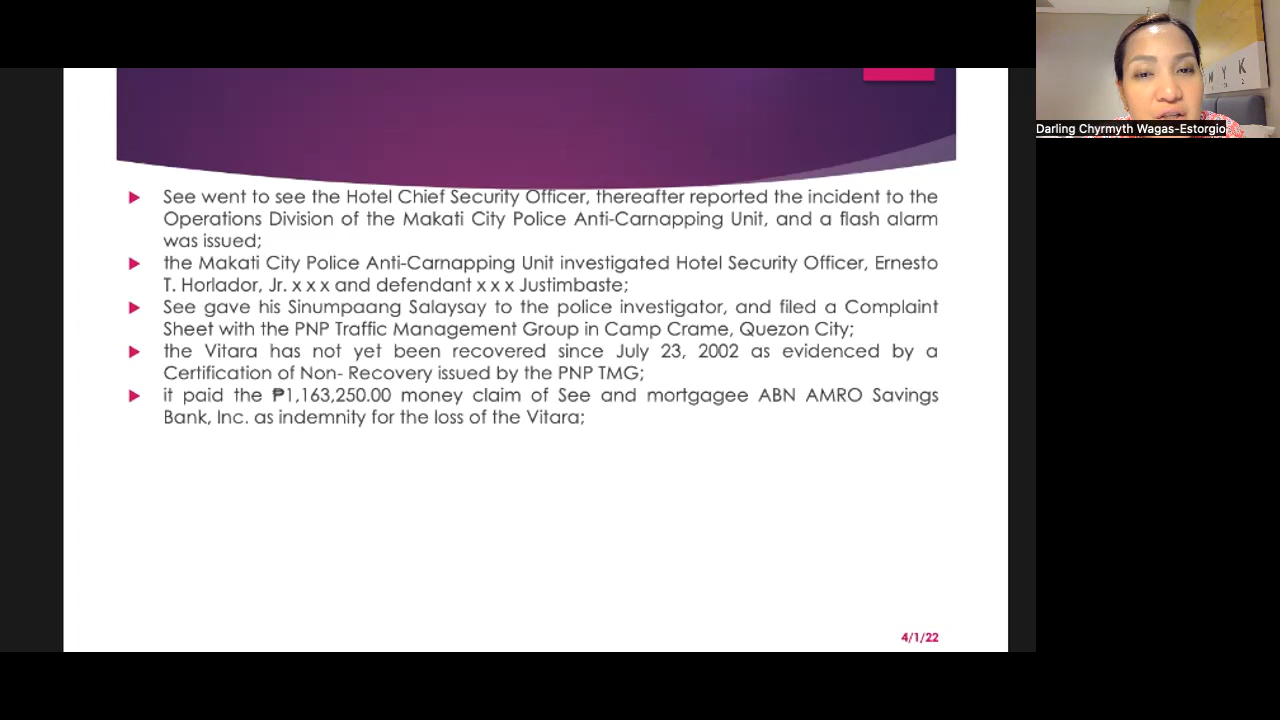 See went to see the Hotel Chief Security Officer, thereafter reported the incident to the
Operations Division of the Makati City Police Anti-Carnapping Unit, and a flash alarm
was issued;
the Makati City Police Anti-Carnapping Unit investigated Hotel Security Officer, Ernesto
T. Horlador, Jr. x x x and defendant x x x Justimbaste;
See gave his Sinumpaang Salaysay to the police investigator, and filed a Complaint
Sheet with the PNP Traffic Management Group in Camp Crame, Quezon City;
the Vitara has not yet been recovered since July 23, 2002 as evidenced by a
Certification of Non- Recovery issued by the PNP TMG;
it paid the ₱1,163,250.00 money claim of See and mortgagee ABN AMRO Savings
Bank, Inc. as indemnity for the loss of the Vitara;
4/1/22
Y K
Darling Chyrmyth Wagas-Estorgio